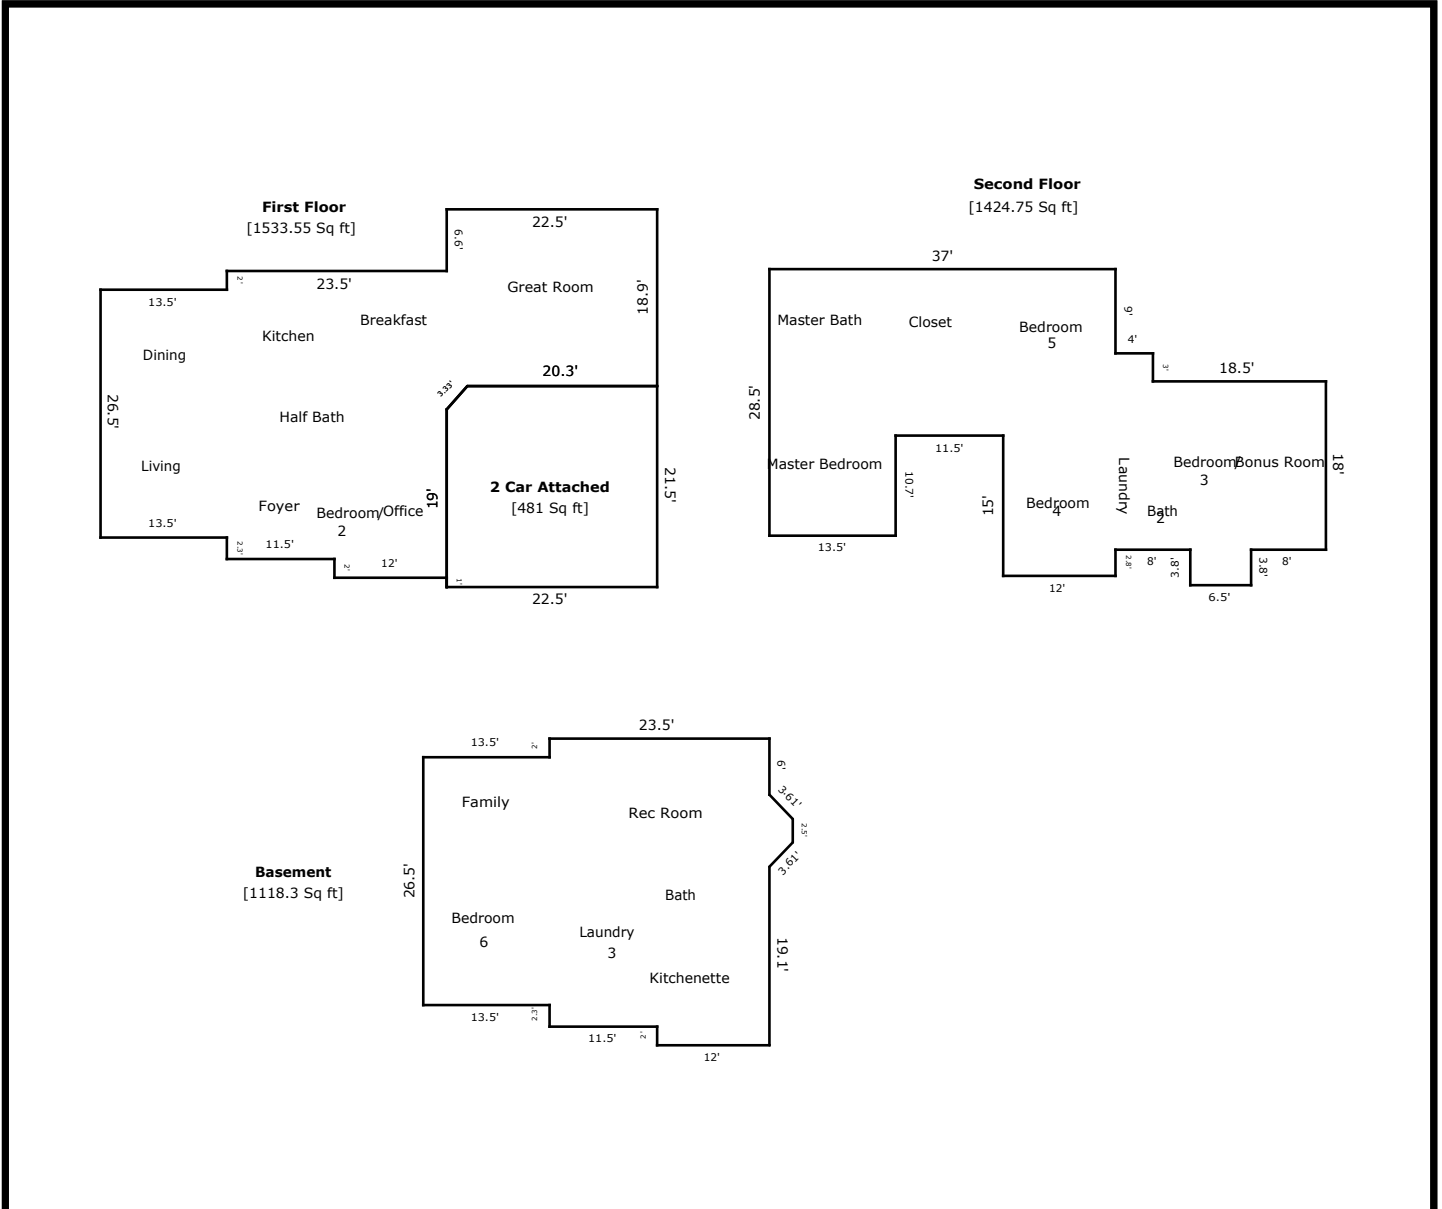 First Floor
[1533.55 Sq ft]
22.5'
6.6'
2'
23.5'
13.5'
Great Room
18.9'
Breakfast
Kitchen
Dining
20.3'
3.33'
26.5'
Half Bath
Living
2 Car Attached
[481 Sq ft]
21.5'
19'
Foyer
Bedroom/Office
2
13.5'
2.3'
11.5'
2'
12'
1'
22.5'
Second Floor
[1424.75 Sq ft]
37'
9'
4'
3'
18.5'
Master Bath
Closet
Bedroom
5
28.5'
11.5'
Master Bedroom
10.7'
15'
Bedroom
4
Laundry
Bedroom/Bonus Room
3
18'
Bath
2
13.5'
12'
2.8'
8'
3.8'
6.5'
3.8'
8'
23.5'
13.5'
2'
6'
3.61'
2.5'
3.61'
Family
Rec Room
Basement
[1118.3 Sq ft]
26.5'
Bath
Bedroom
6
Laundry
3
19.1'
Kitchenette
13.5'
2.3'
11.5'
2'
12'